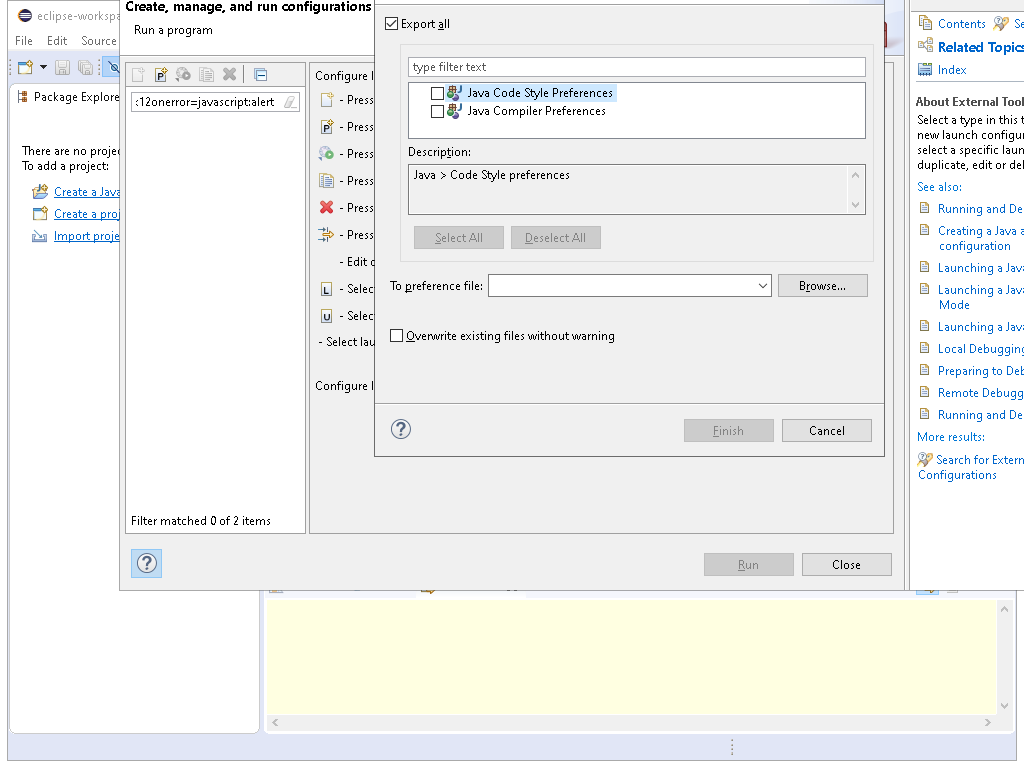 eclipse-workspa
File Edit Source
Package Explore
There are no projec
To add a project:
Create a Java
Create a proj
Import proje
Create, manage, and run configurations
Run a program
:12onerror=javascript:alert
Filter matched 0 of 2 items
Configure l
- Press
- Press
- Press
- Press
- Press
- Press
- Edit c
- Selec
- Selec
- Select lau
Configure l
Run
Close
Export all
type filter text
Java Code Style Preferences
Java Compiler Preferences
Description:
Java > Code Style preferences
Select All
Deselect All
To preference file:
Browse...
Overwrite existing files without warning
Finish
Cancel
Contents Se
Related Topics
Index
About External Tool
Select a type in this t
new launch configur
select a specific laun
duplicate, edit or del
See also:
Running and De
Creating a Java a
configuration
Launching a Java
Launching a Java
Mode
Launching a Java
Local Debugging
Preparing to Deb
Remote Debugg
Running and De
More results:
Search for Extern
Configurations